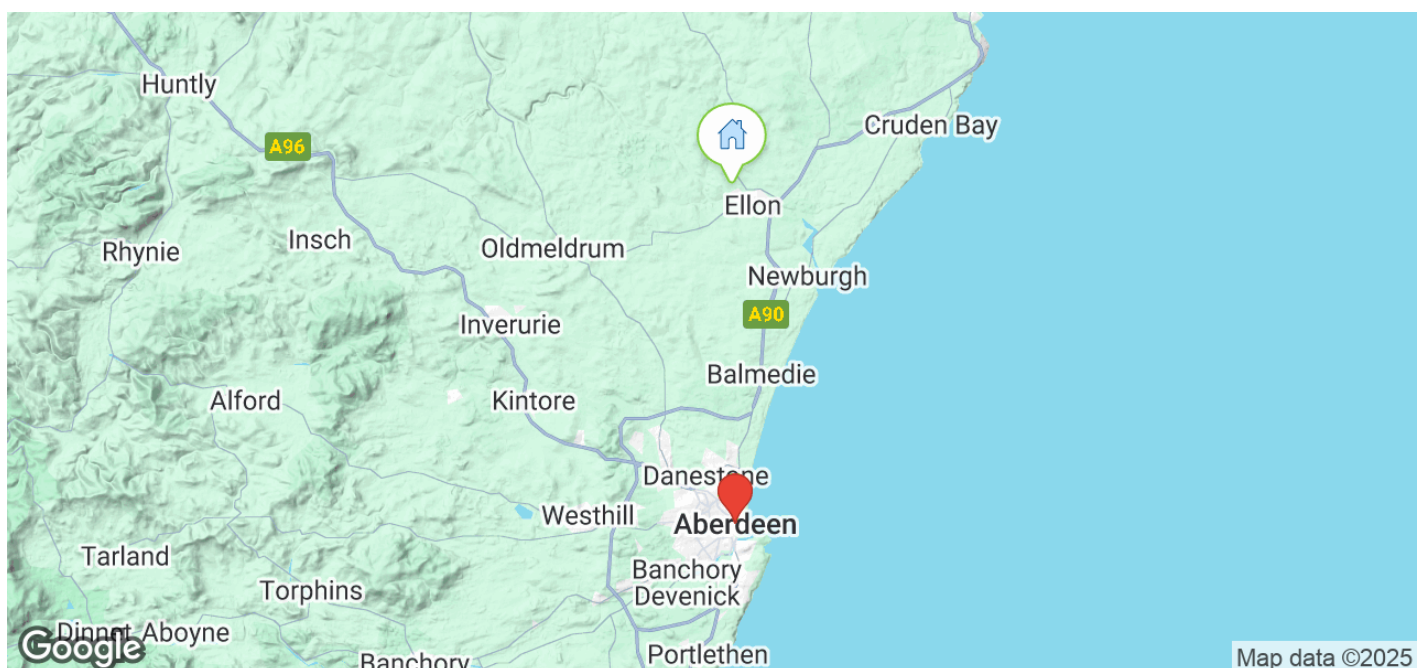 Huntly
Cruden Bay
A96
Ellon
Insch
Oldmeldrum
Rhynie
Newburgh
A90
Inverurie
Balmedie
Alford
Kintore
Danestone
Westhill
Aberdeen
Tarland
Banchory
Devenick
Torphins
Dinnet
Aboyne
Portlethen
Banchory
Google
Map data ©2025